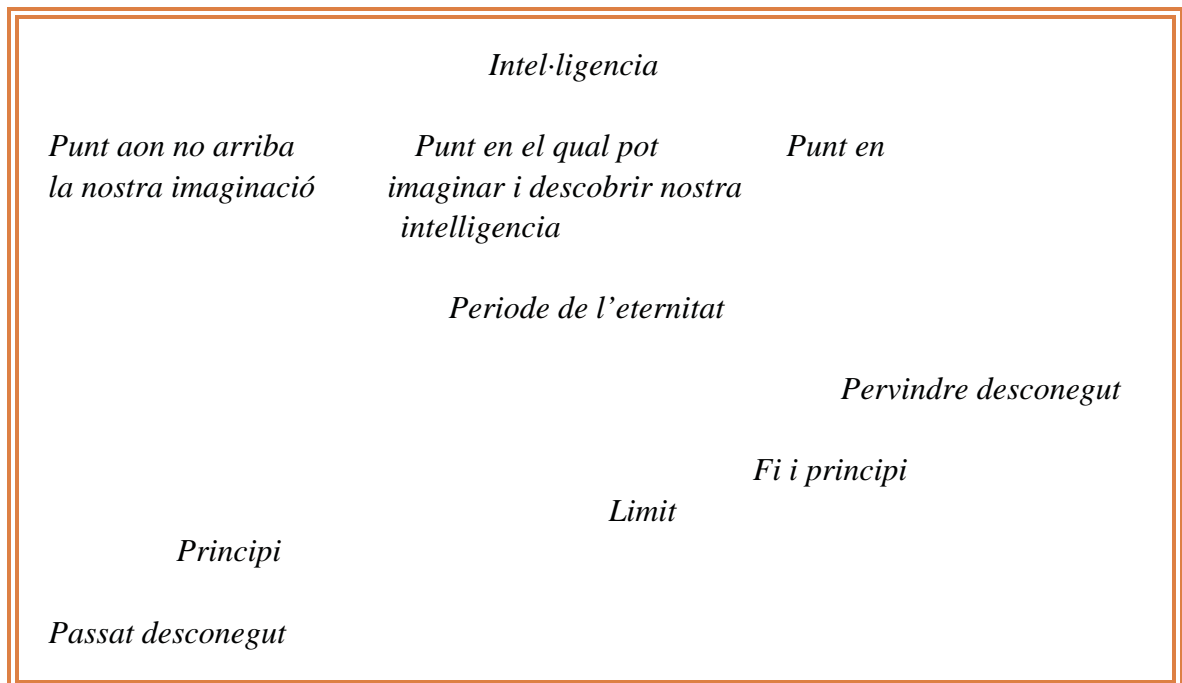 Intel·ligencia
Punt aon no arriba Punt en el qual pot Punt en
la nostra imaginació imaginar i descobrir nostra
intelligencia
Periode de l’eternitat
Pervindre desconegut
Fi i principi
Limit
Principi
Passat desconegut